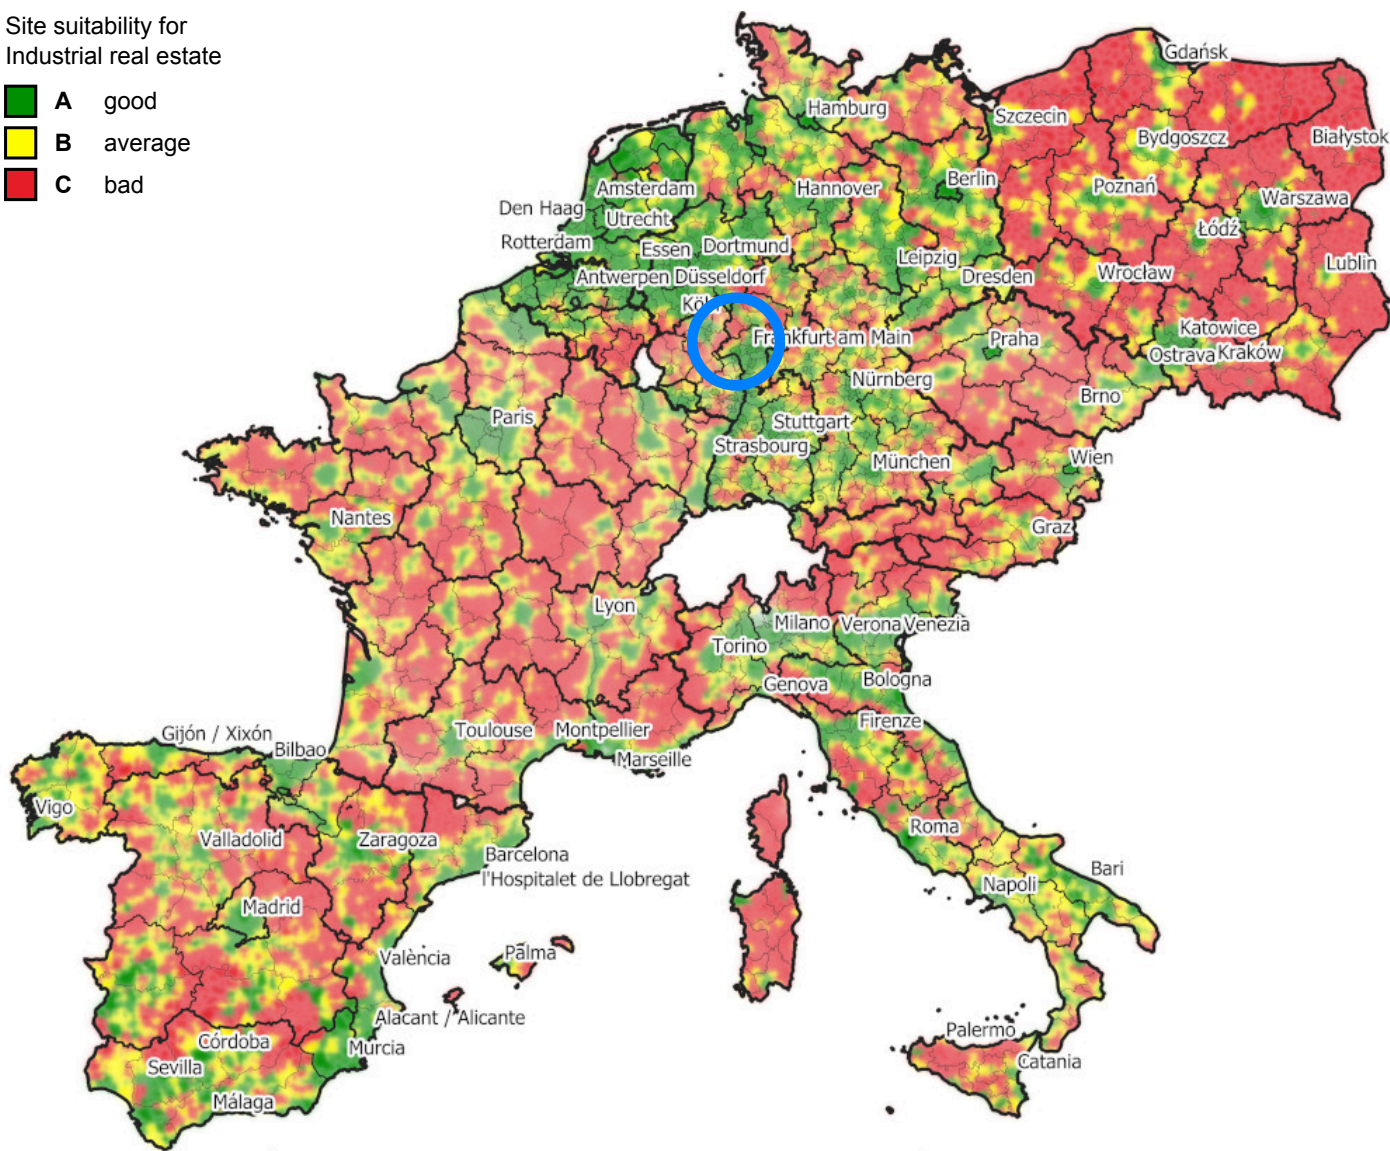 Site suitability for
Industrial real estate
A good
B average
C bad
Gdańsk
Hamburg
Szczecin
Bydgoszcz
Białystok
Amsterdam
Hannover
Berlin
Poznań
Warszawa
Den Haag
Utrecht
Łódź
Rotterdam
Essen
Dortmund
Leipzig
Dresden
Wrocław
Lublin
Antwerpen
Düsseldorf
Frankfurt am Main
Praha
Katowice
Ostrava
Kraków
Nürnberg
Brno
Paris
Stuttgart
Strasbourg
München
Wien
Nantes
Graz
Lyon
Milano
Verona
Venezia
Torino
Genova
Bologna
Firenze
Gijón / Xixón
Bilbao
Toulouse
Montpellier
Marseille
Vigo
Valladolid
Zaragoza
Roma
Barcelona
l'Hospitalet de Llobregat
Bari
Napoli
Madrid
València
Palma
Alacant / Alicante
Palermo
Córdoba
Murcia
Catania
Sevilla
Málaga